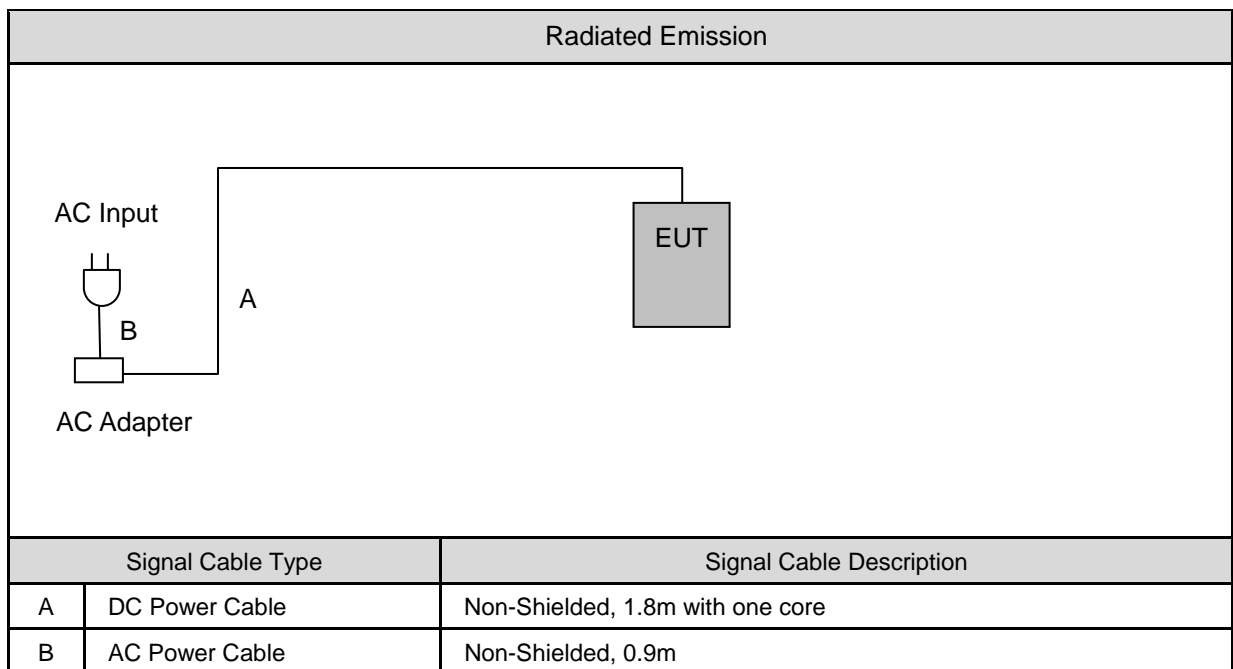 Radiated Emission
AC Input
EUT
A
B
AC Adapter
Signal Cable Type Signal Cable Description
A DC Power Cable Non-Shielded, 1.8m with one core
B AC Power Cable Non-Shielded, 0.9m